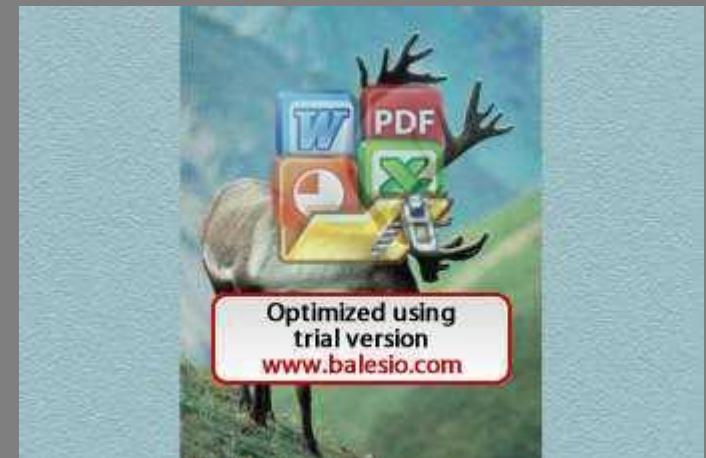 W
PDF
X
Optimized using
trial version
www.balesio.com